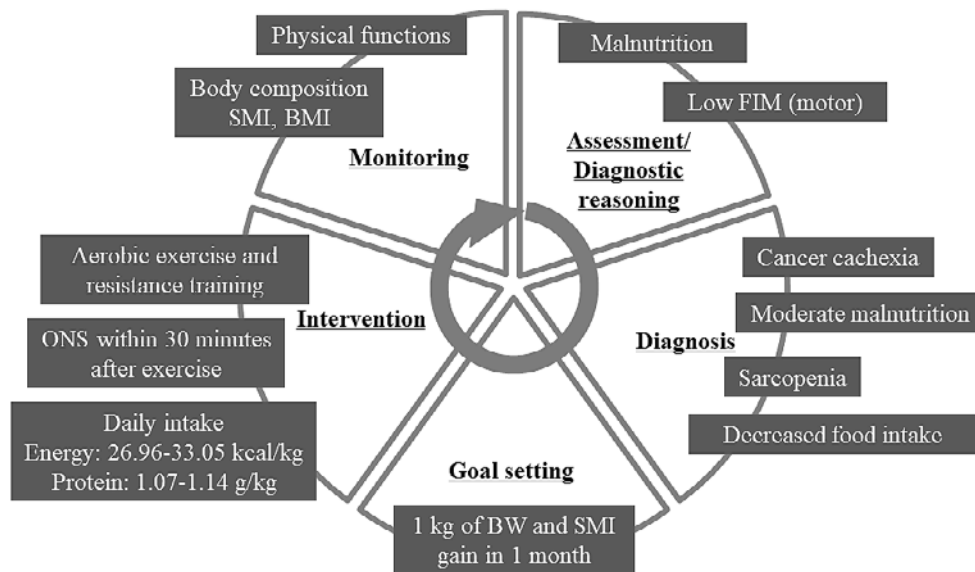 Physical functions
Body composition
SMI, BMI
Monitoring
Malnutrition
Low FIM (motor)
Assessment/
Diagnostic
reasoning
Aerobic exercise and
resistance training
Intervention
ONS within 30 minutes
after exercise
Daily intake
Energy: 26.96-33.05 kcal/kg
Protein: 1.07-1.14 g/kg
Cancer cachexia
Moderate malnutrition
Diagnosis
Sarcopenia
Decreased food intake
Goal setting
1 kg of BW and SMI
gain in 1 month